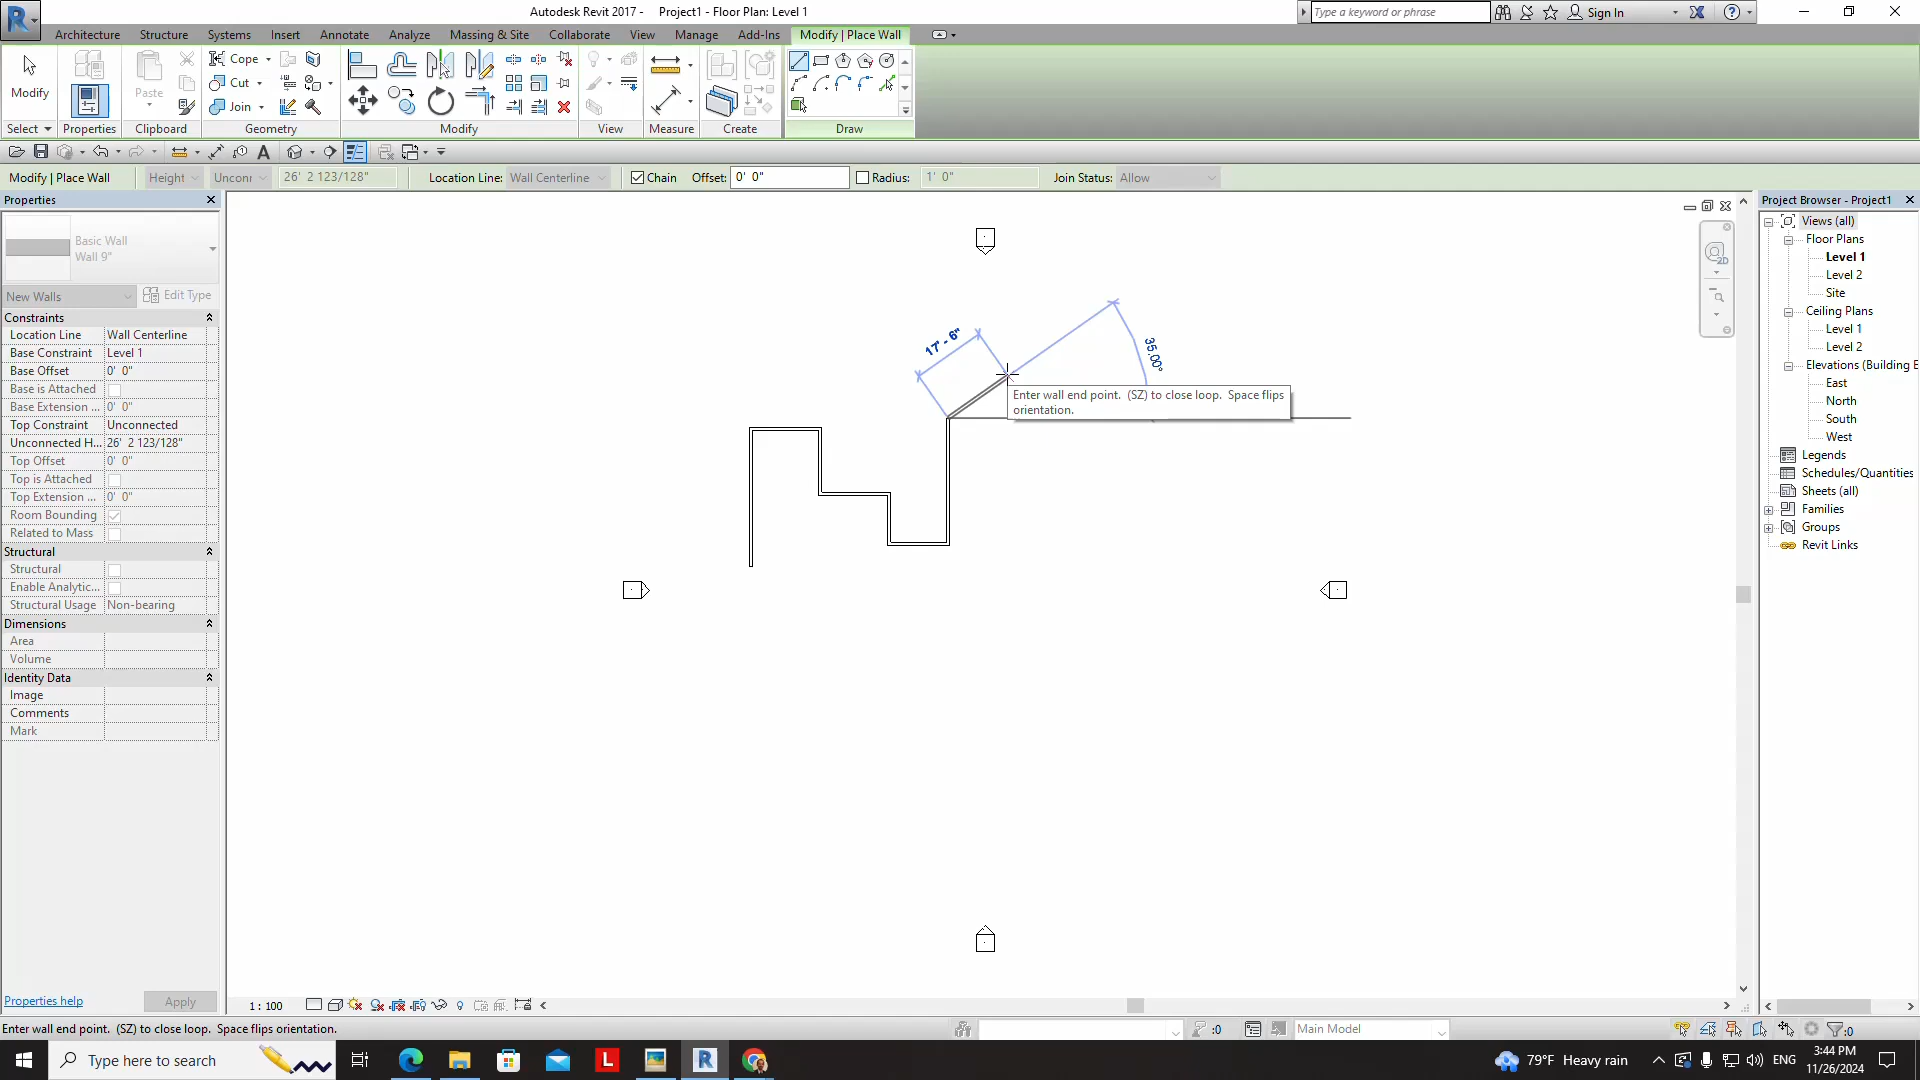 Autodesk Revit 2017 - Project1 - Floor Plan: Level 1
Type a keyword or phrase
Sign In
Architecture Structure Systems Insert Annotate Analyze Massing & Site Collaborate View Manage Add-Ins Modify | Place Wall
Modify
Paste
Cope
Cut
Join
Select Properties Clipboard Geometry Modify View Measure Create Draw
Modify | Place Wall Height Unconr 26' 2 123/128" Location Line: Wall Centerline Chain Offset: 0' 0" Radius: 1' 0" Join Status: Allow
Properties
Basic Wall
Wall 9"
New Walls Edit Type
Constraints
Location Line Wall Centerline
Base Constraint Level 1
Base Offset 0' 0"
Base is Attached
Base Extension ... 0' 0"
Top Constraint Unconnected
Unconnected H... 26' 2 123/128"
Top Offset 0' 0"
Top is Attached
Top Extension ... 0' 0"
Room Bounding
Related to Mass
Structural
Structural
Enable Analytic...
Structural Usage Non-bearing
Dimensions
Area
Volume
Identity Data
Image
Comments
Mark
Properties help Apply
17' - 6"
35.00°
Enter wall end point. (SZ) to close loop. Space flips
orientation.
2D
Project Browser - Project1
Views (all)
Floor Plans
Level 1
Level 2
Site
Ceiling Plans
Level 1
Level 2
Elevations (Building E
East
North
South
West
Legends
Schedules/Quantities
Sheets (all)
Families
Groups
Revit Links
1 : 100
Enter wall end point. (SZ) to close loop. Space flips orientation.
:0
Main Model
:0
Type here to search
79°F Heavy rain
ENG
3:44 PM
11/26/2024